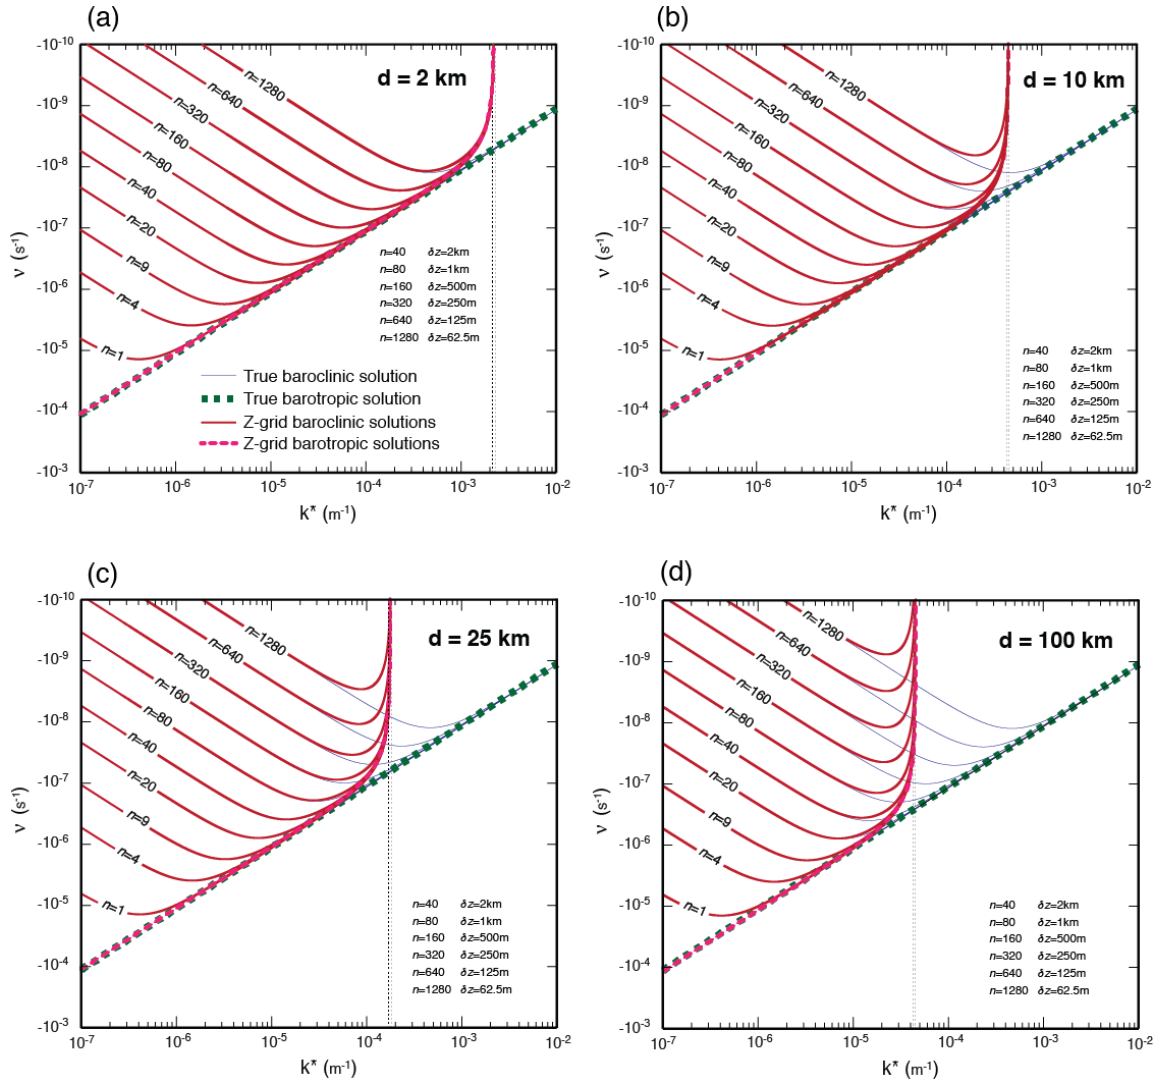 (a)
d = 2 km
-10⁻¹⁰
-10⁻⁹
-10⁻⁸
-10⁻⁷
-10⁻⁶
-10⁻⁵
-10⁻⁴
-10⁻³
ν (s⁻¹)
n=1280
n=640
n=320
n=160
n=80
n=40
n=20
n=9
n=4
n=1
n=40 δz=2km
n=80 δz=1km
n=160 δz=500m
n=320 δz=250m
n=640 δz=125m
n=1280 δz=62.5m
True baroclinic solution
True barotropic solution
Z-grid baroclinic solutions
Z-grid barotropic solutions
10⁻⁷ 10⁻⁶ 10⁻⁵ 10⁻⁴ 10⁻³ 10⁻²
k* (m⁻¹)
(b)
d = 10 km
-10⁻¹⁰
-10⁻⁹
-10⁻⁸
-10⁻⁷
-10⁻⁶
-10⁻⁵
-10⁻⁴
-10⁻³
ν (s⁻¹)
n=1280
n=640
n=320
n=160
n=80
n=40
n=20
n=9
n=4
n=1
n=40 δz=2km
n=80 δz=1km
n=160 δz=500m
n=320 δz=250m
n=640 δz=125m
n=1280 δz=62.5m
10⁻⁷ 10⁻⁶ 10⁻⁵ 10⁻⁴ 10⁻³ 10⁻²
k* (m⁻¹)
(c)
d = 25 km
-10⁻¹⁰
-10⁻⁹
-10⁻⁸
-10⁻⁷
-10⁻⁶
-10⁻⁵
-10⁻⁴
-10⁻³
ν (s⁻¹)
n=1280
n=640
n=320
n=160
n=80
n=40
n=20
n=9
n=4
n=1
n=40 δz=2km
n=80 δz=1km
n=160 δz=500m
n=320 δz=250m
n=640 δz=125m
n=1280 δz=62.5m
10⁻⁷ 10⁻⁶ 10⁻⁵ 10⁻⁴ 10⁻³ 10⁻²
k* (m⁻¹)
(d)
d = 100 km
-10⁻¹⁰
-10⁻⁹
-10⁻⁸
-10⁻⁷
-10⁻⁶
-10⁻⁵
-10⁻⁴
-10⁻³
ν (s⁻¹)
n=1280
n=640
n=320
n=160
n=80
n=40
n=20
n=9
n=4
n=1
n=40 δz=2km
n=80 δz=1km
n=160 δz=500m
n=320 δz=250m
n=640 δz=125m
n=1280 δz=62.5m
10⁻⁷ 10⁻⁶ 10⁻⁵ 10⁻⁴ 10⁻³ 10⁻²
k* (m⁻¹)